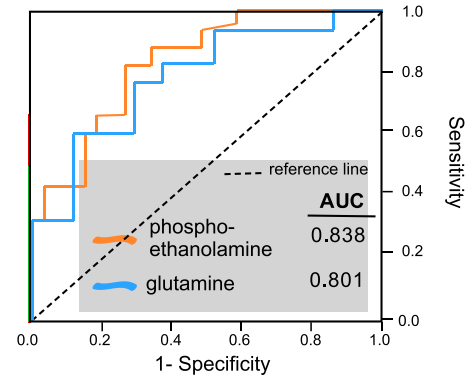 1.0
0.8
0.6
0.4
0.2
0.0
Sensitivity
reference line
AUC
phospho-
ethanolamine
0.838
glutamine
0.801
0.0 0.2 0.4 0.6 0.8 1.0
1- Specificity